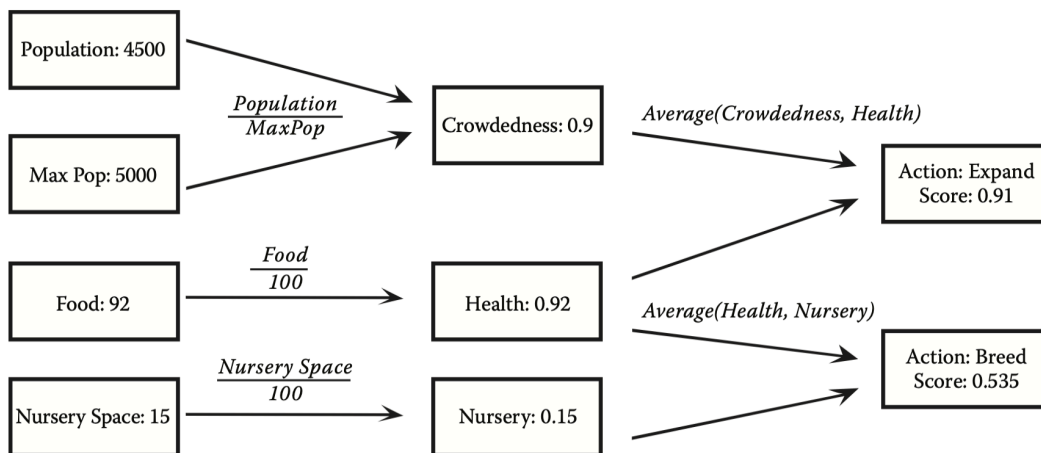 Population: 4500
Population
MaxPop
Max Pop: 5000
Crowdedness: 0.9
Average(Crowdedness, Health)
Action: Expand
Score: 0.91
Food: 92
Food
100
Health: 0.92
Average(Health, Nursery)
Action: Breed
Score: 0.535
Nursery Space: 15
Nursery Space
100
Nursery: 0.15